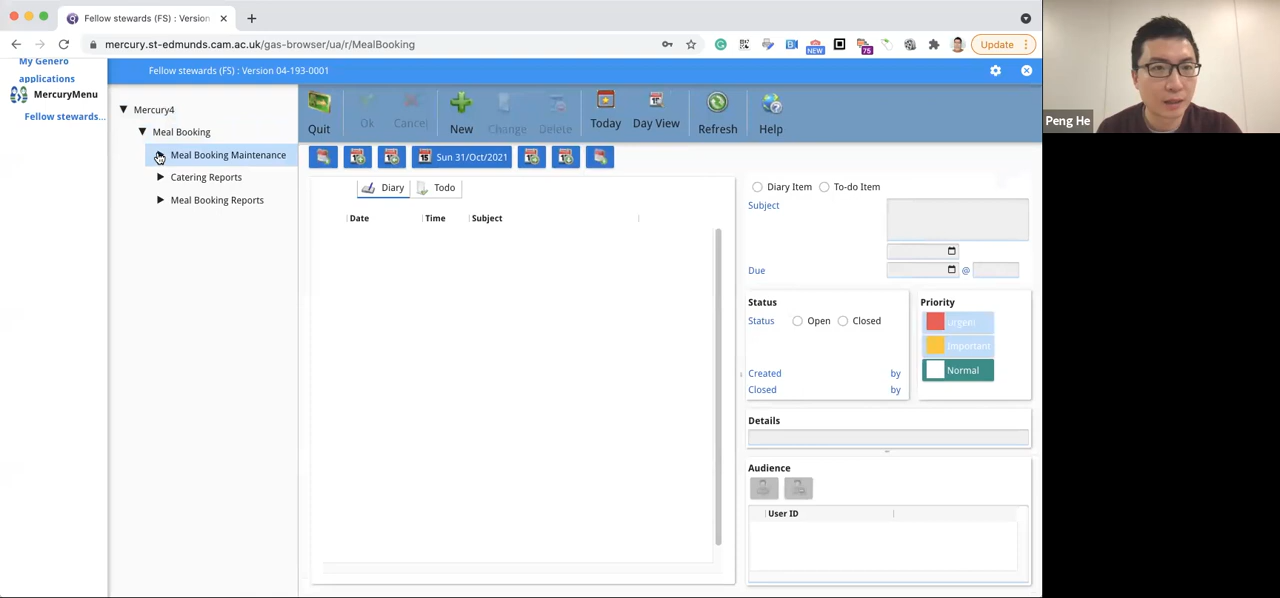 Fellow stewards (FS) : Version
mercury.st-edmunds.cam.ac.uk/gas-browser/ua/r/MealBooking
NEW
75
Update
My Genero
applications
MercuryMenu
Fellow stewards...
Fellow stewards (FS) : Version 04-193-0001
Mercury4
Meal Booking
Meal Booking Maintenance
Catering Reports
Meal Booking Reports
Quit
Ok
Cancel
New
Change
Delete
Today
Day View
Refresh
Help
15 Sun 31/Oct/2021
Diary
Todo
Date
Time
Subject
Diary Item
To-do Item
Subject
Due
@
Status
Status
Open
Closed
Created
by
Closed
by
Priority
Urgent
Important
Normal
Details
Audience
User ID
Peng He